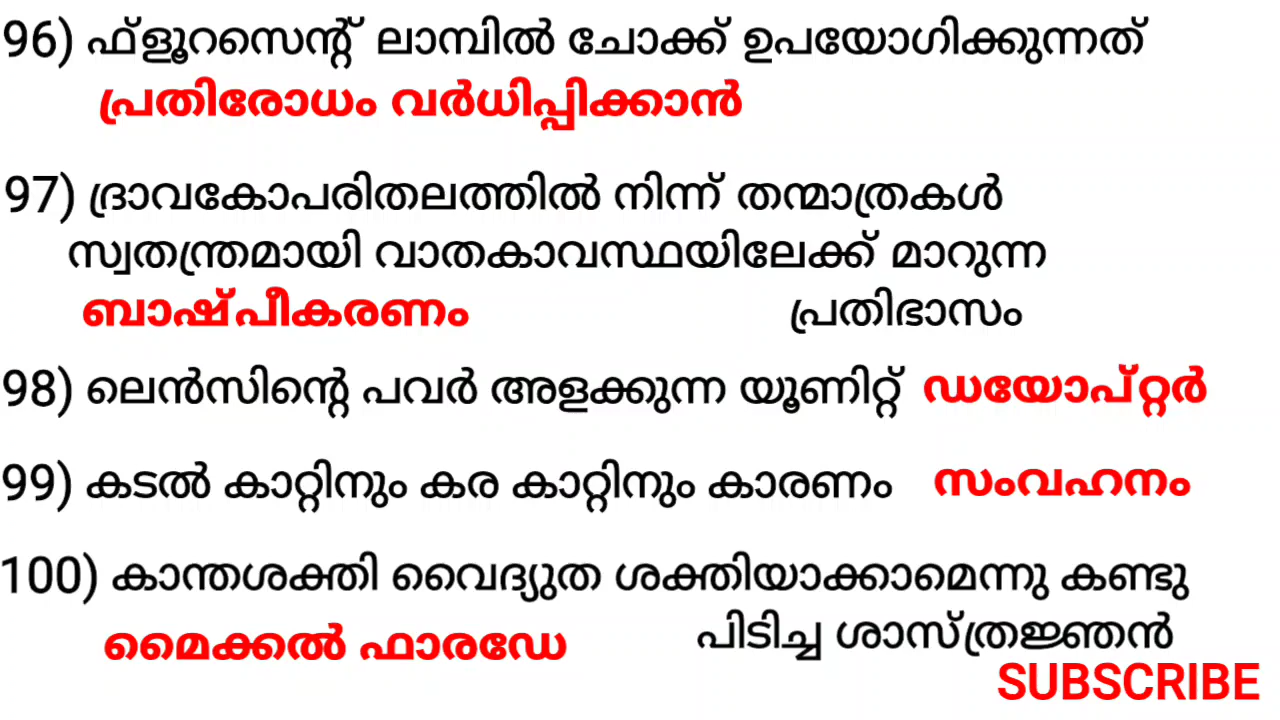 96) ഫ്ളൂറസെന്റ് ലാമ്പിൽ ചോക്ക് ഉപയോഗിക്കുന്നത്
പ്രതിരോധം വർധിപ്പിക്കാൻ
97) ദ്രാവകോപരിതലത്തിൽ നിന്ന് തന്മാത്രകൾ
സ്വതന്ത്രമായി വാതകാവസ്ഥയിലേക്ക് മാറുന്ന
ബാഷ്പീകരണം പ്രതിഭാസം
98) ലെൻസിന്റെ പവർ അളക്കുന്ന യൂണിറ്റ് ഡയോപ്റ്റർ
99) കടൽ കാറ്റിനും കര കാറ്റിനും കാരണം സംവഹനം
100) കാന്തശക്തി വൈദ്യുത ശക്തിയാക്കാമെന്നു കണ്ടു
പിടിച്ച ശാസ്ത്രജ്ഞൻ
മൈക്കൽ ഫാരഡേ
SUBSCRIBE